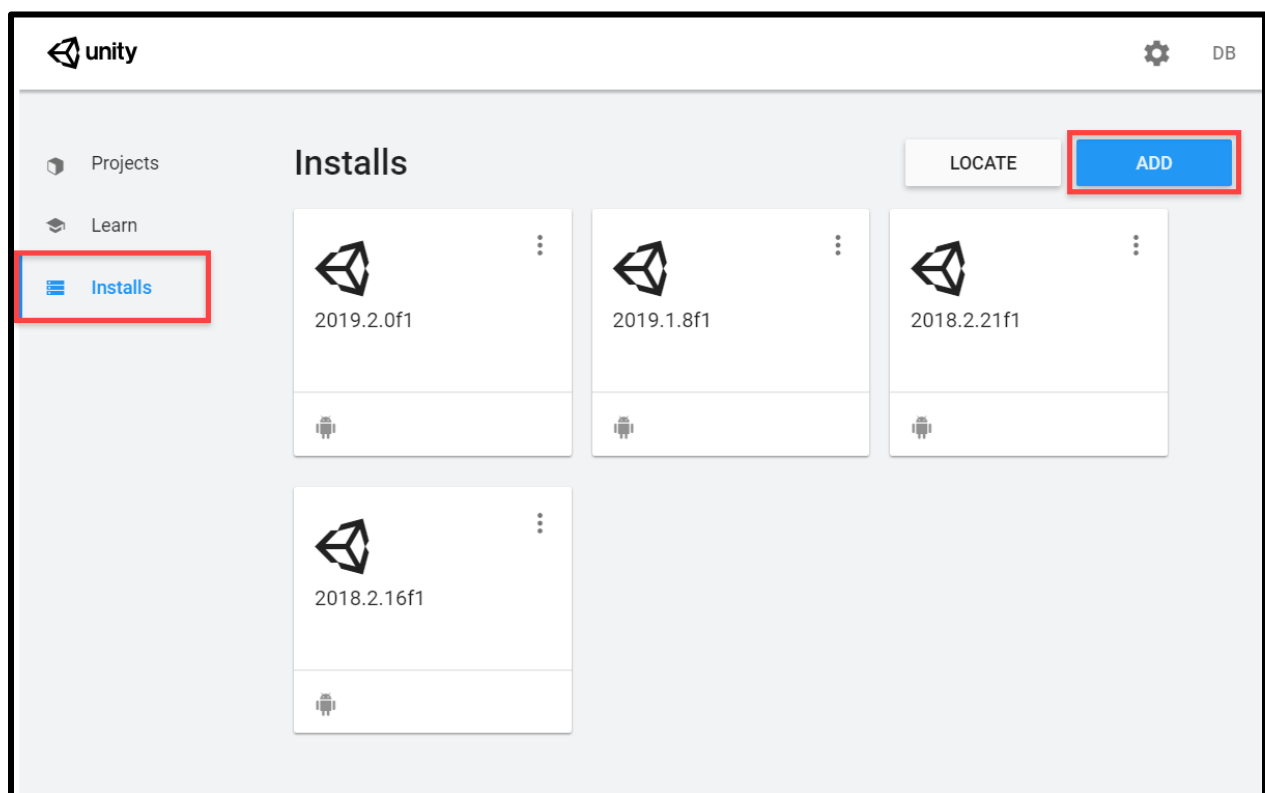 unity
DB
Projects
Learn
Installs
Installs
LOCATE
ADD
2019.2.0f1
2019.1.8f1
2018.2.21f1
2018.2.16f1